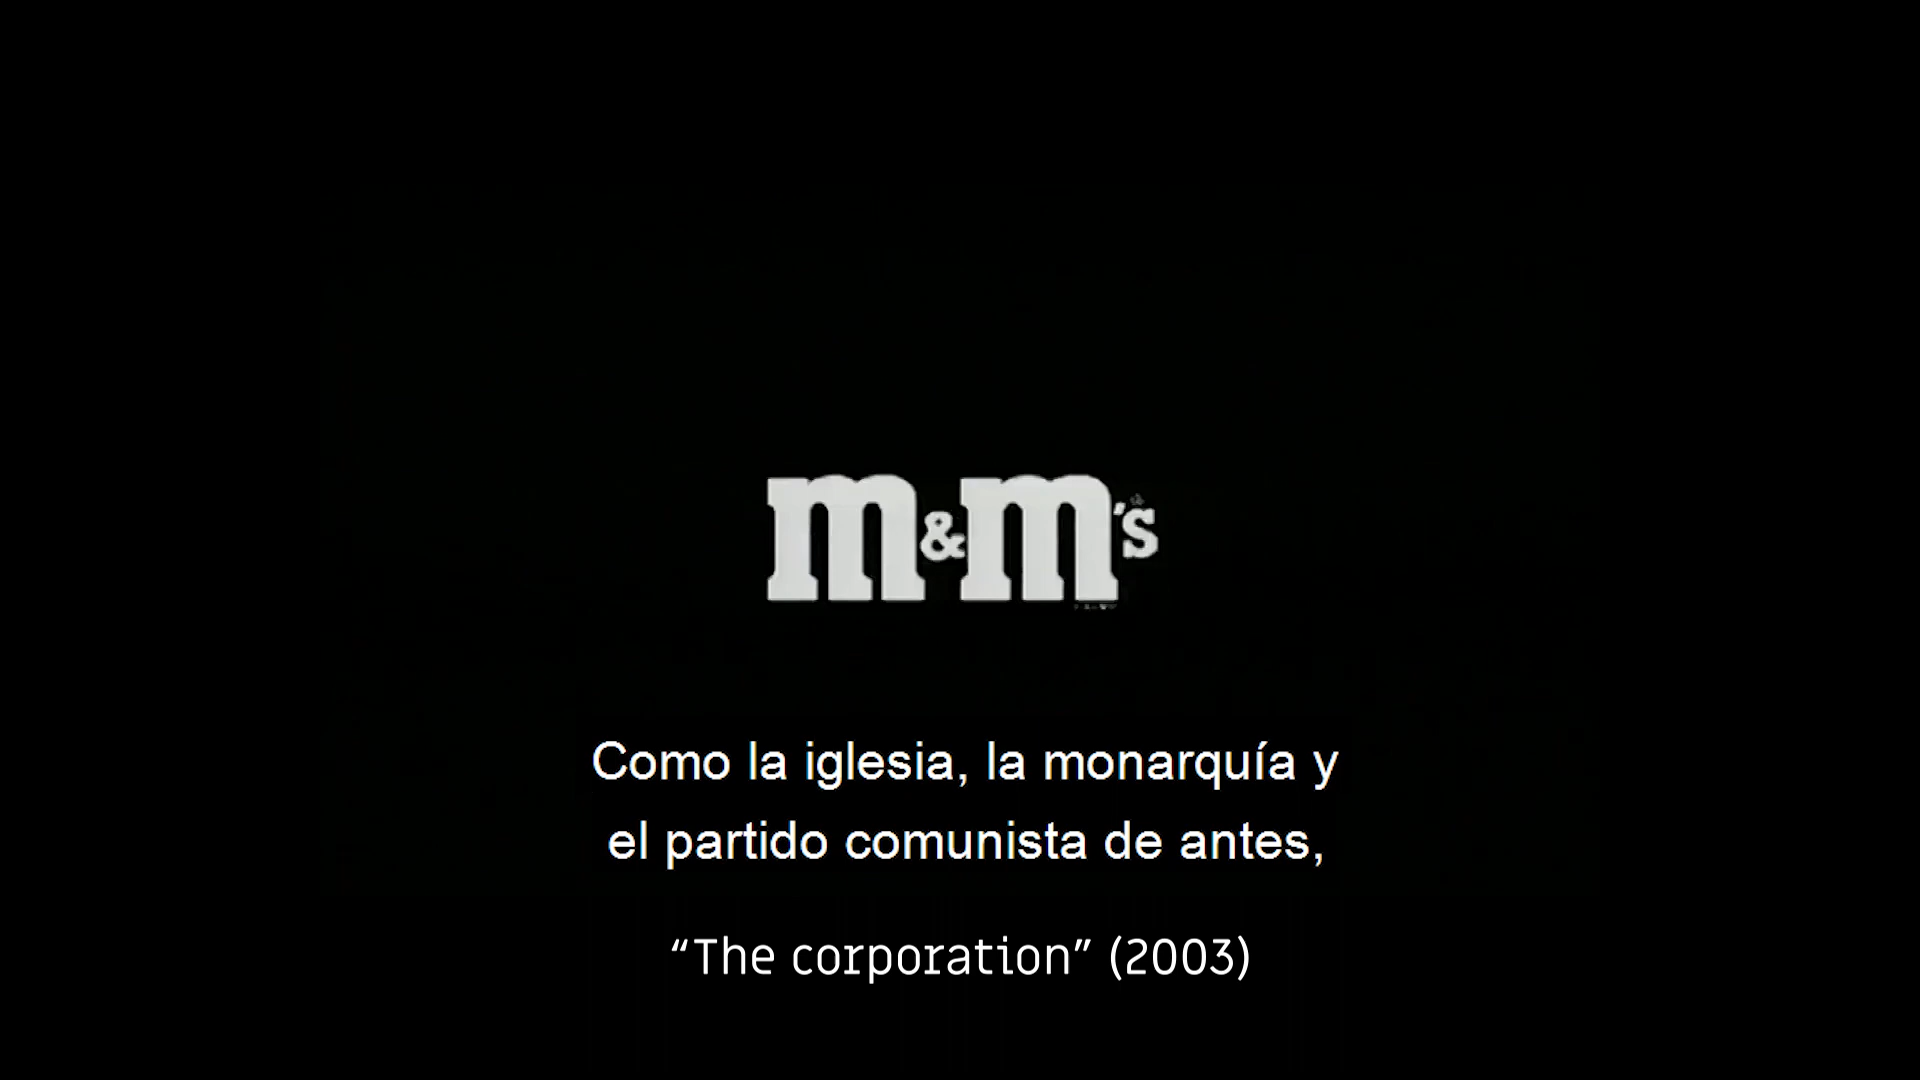 m&m's
Como la iglesia, la monarquía y
el partido comunista de antes,
“The corporation” (2003)